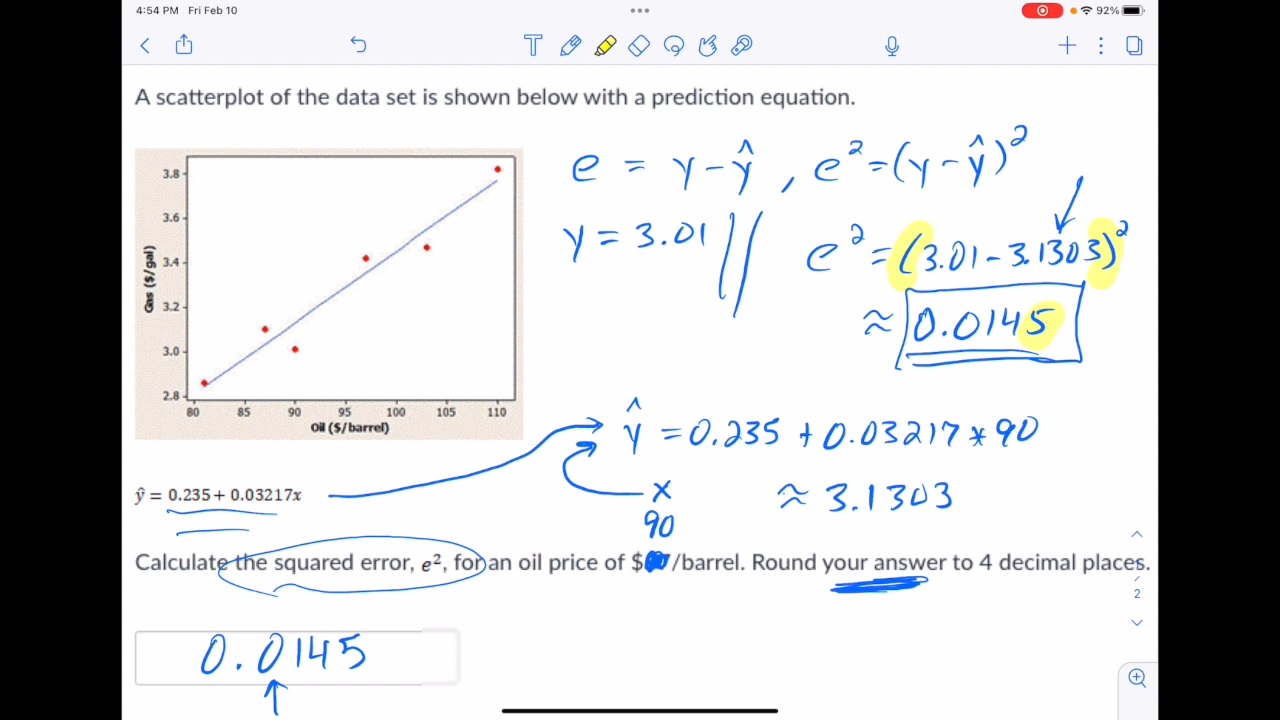 4:54 PM Fri Feb 10
92%
A scatterplot of the data set is shown below with a prediction equation.
e = y - ŷ , e² = (y - ŷ)²
y = 3.01
e² = (3.01 - 3.1303)²
≈ 0.0145
Gas ($/gal)
3.8
3.6
3.4
3.2
3.0
2.8
80 85 90 95 100 105 110
Oil ($/barrel)
ŷ = 0.235 + 0.03217 * 90
ŷ = 0.235 + 0.03217x
x ≈ 3.1303
90
Calculate the squared error, e², for an oil price of $ /barrel. Round your answer to 4 decimal places.
2
0.0145